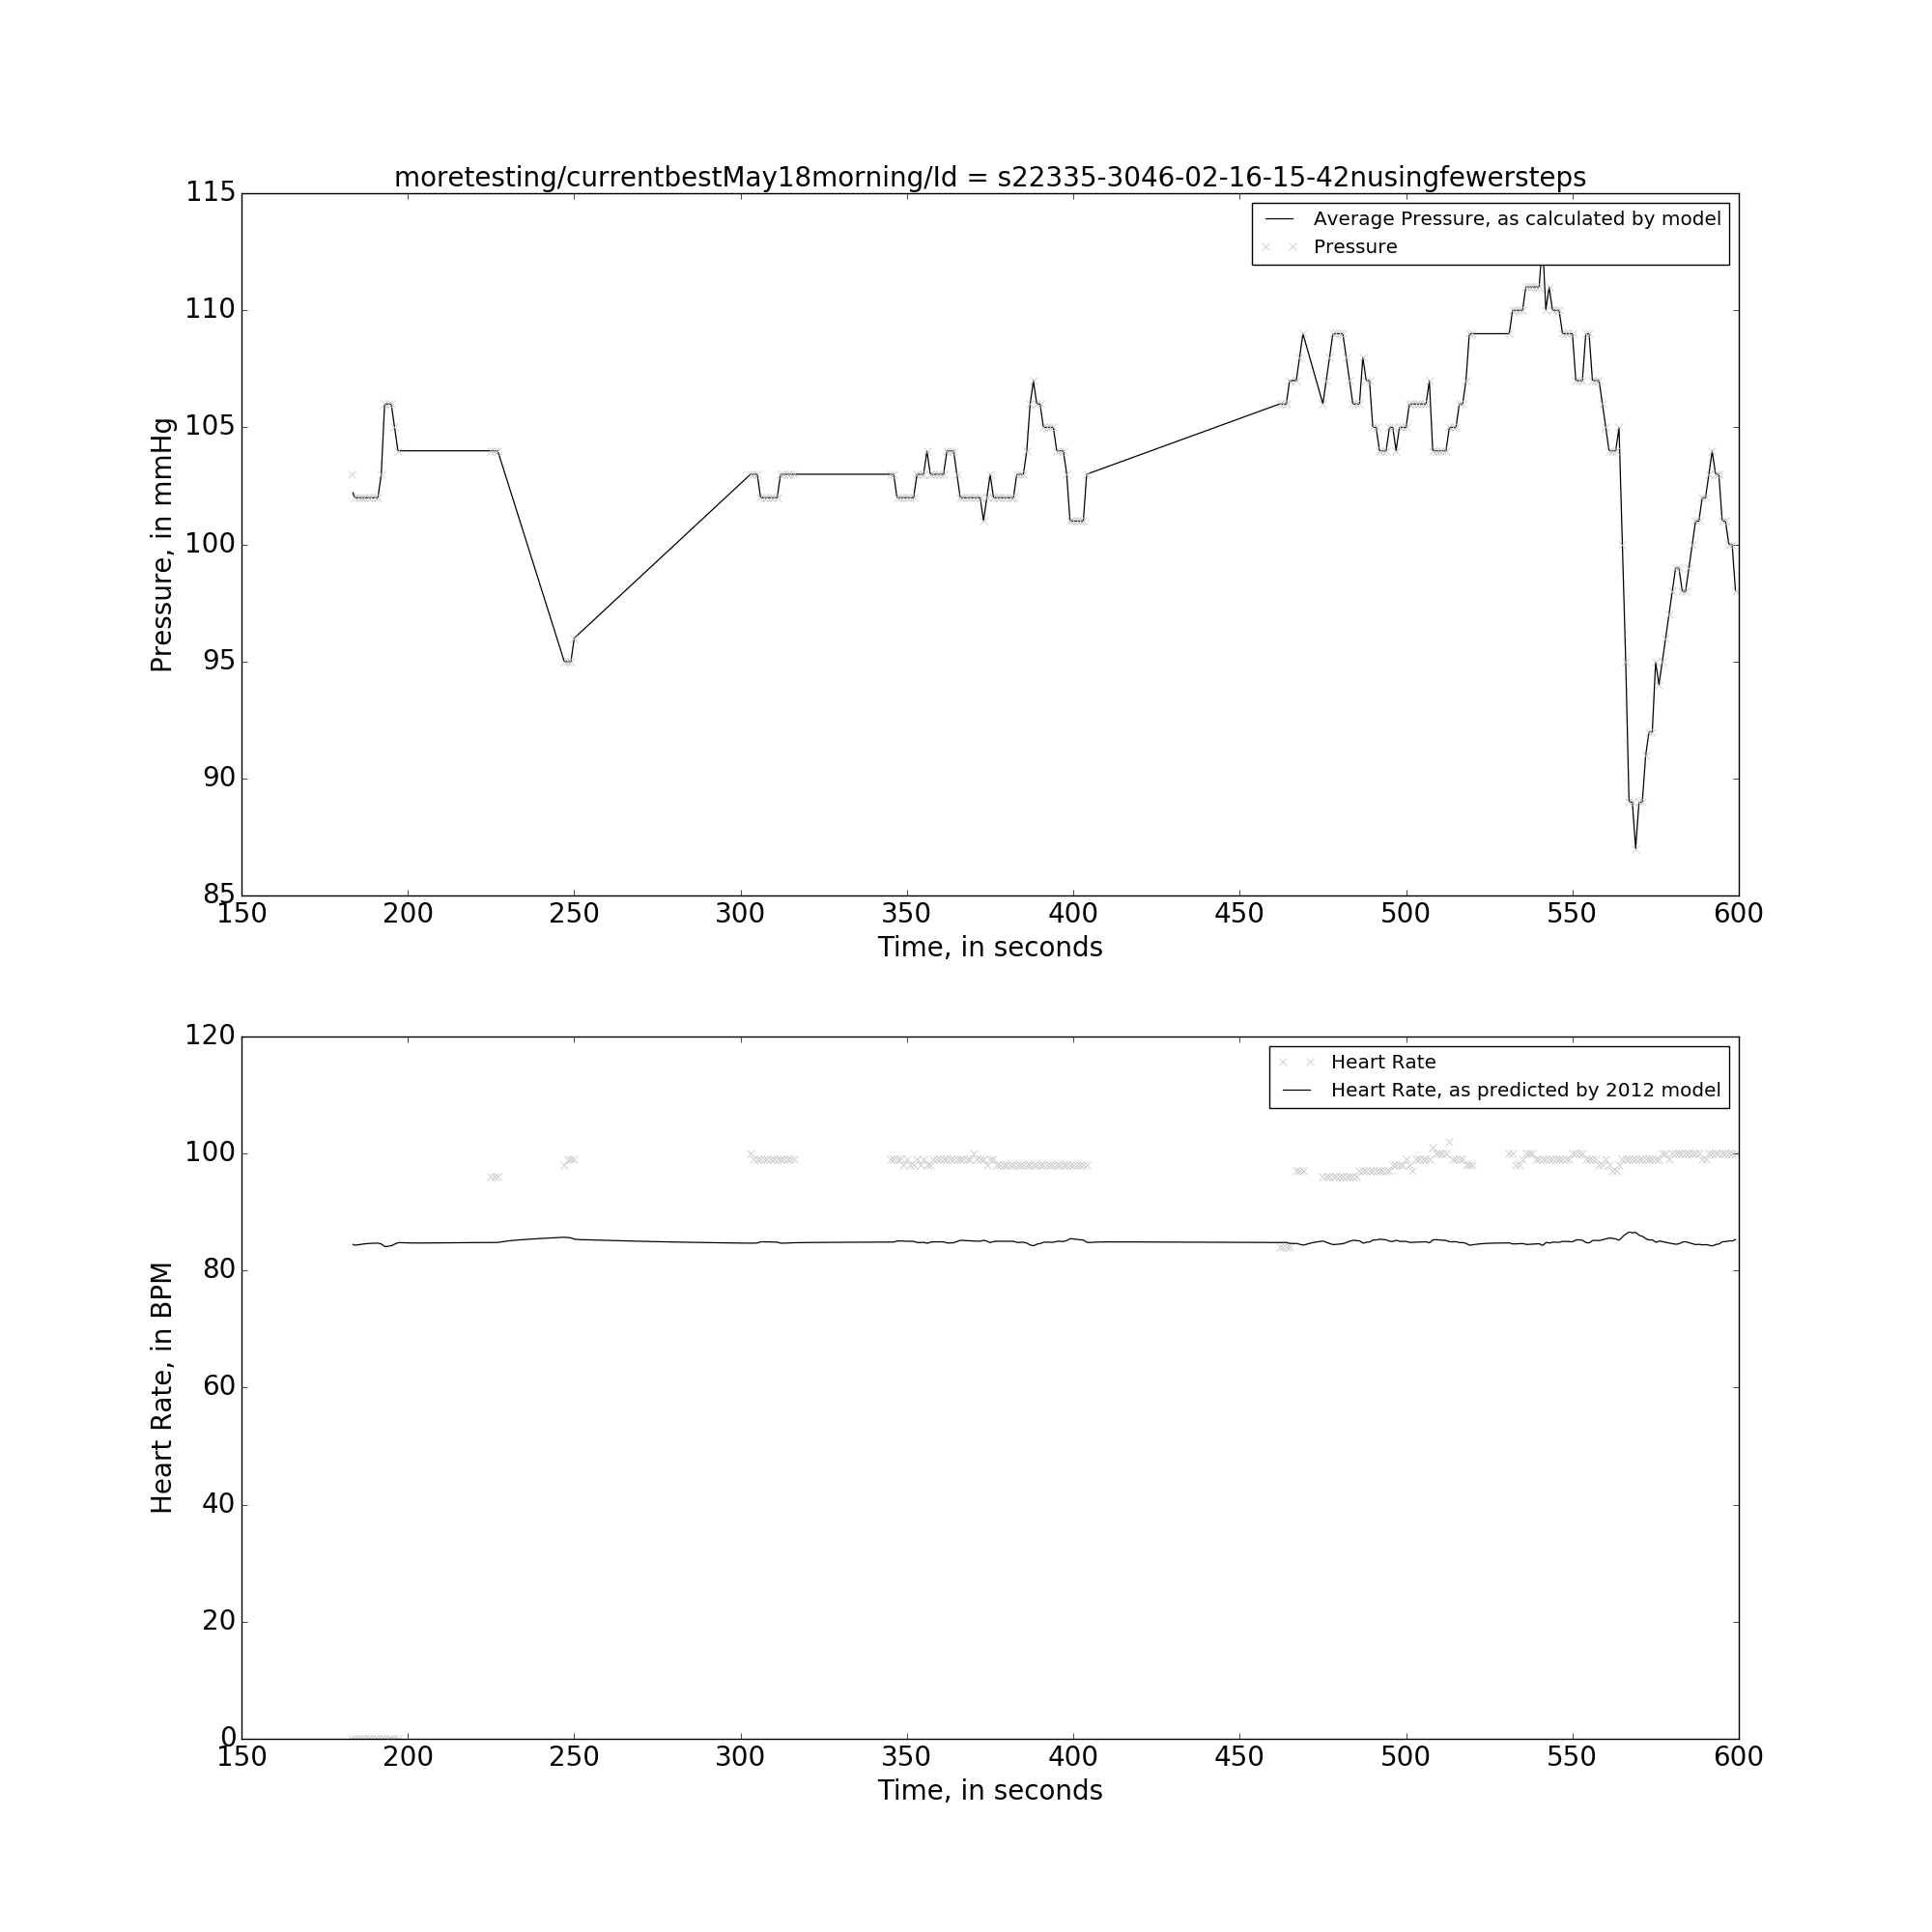 moretesting/currentbestMay18morning/Id = s22335-3046-02-16-15-42nusingfewersteps
115
110
105
100
95
90
85
Pressure, in mmHg
Average Pressure, as calculated by model
Pressure
150 200 250 300 350 400 450 500 550 600
Time, in seconds
120
100
80
60
40
20
0
Heart Rate, in BPM
Heart Rate
Heart Rate, as predicted by 2012 model
150 200 250 300 350 400 450 500 550 600
Time, in seconds